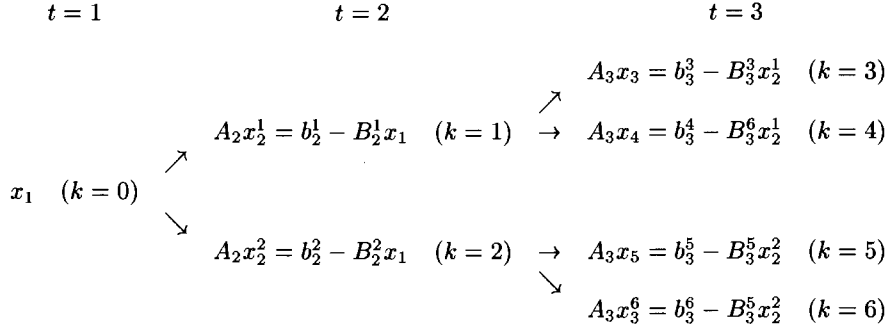 t = 1 t = 2 t = 3
A_3x_3 = b_3^3 − B_3^3x_2^1 (k = 3)
↗
A_2x_2^1 = b_2^1 − B_2^1x_1 (k = 1) → A_3x_4 = b_3^4 − B_3^6x_2^1 (k = 4)
↗
x_1 (k = 0)
↘
A_2x_2^2 = b_2^2 − B_2^2x_1 (k = 2) → A_3x_5 = b_3^5 − B_3^5x_2^2 (k = 5)
↘
A_3x_3^6 = b_3^6 − B_3^5x_2^2 (k = 6)